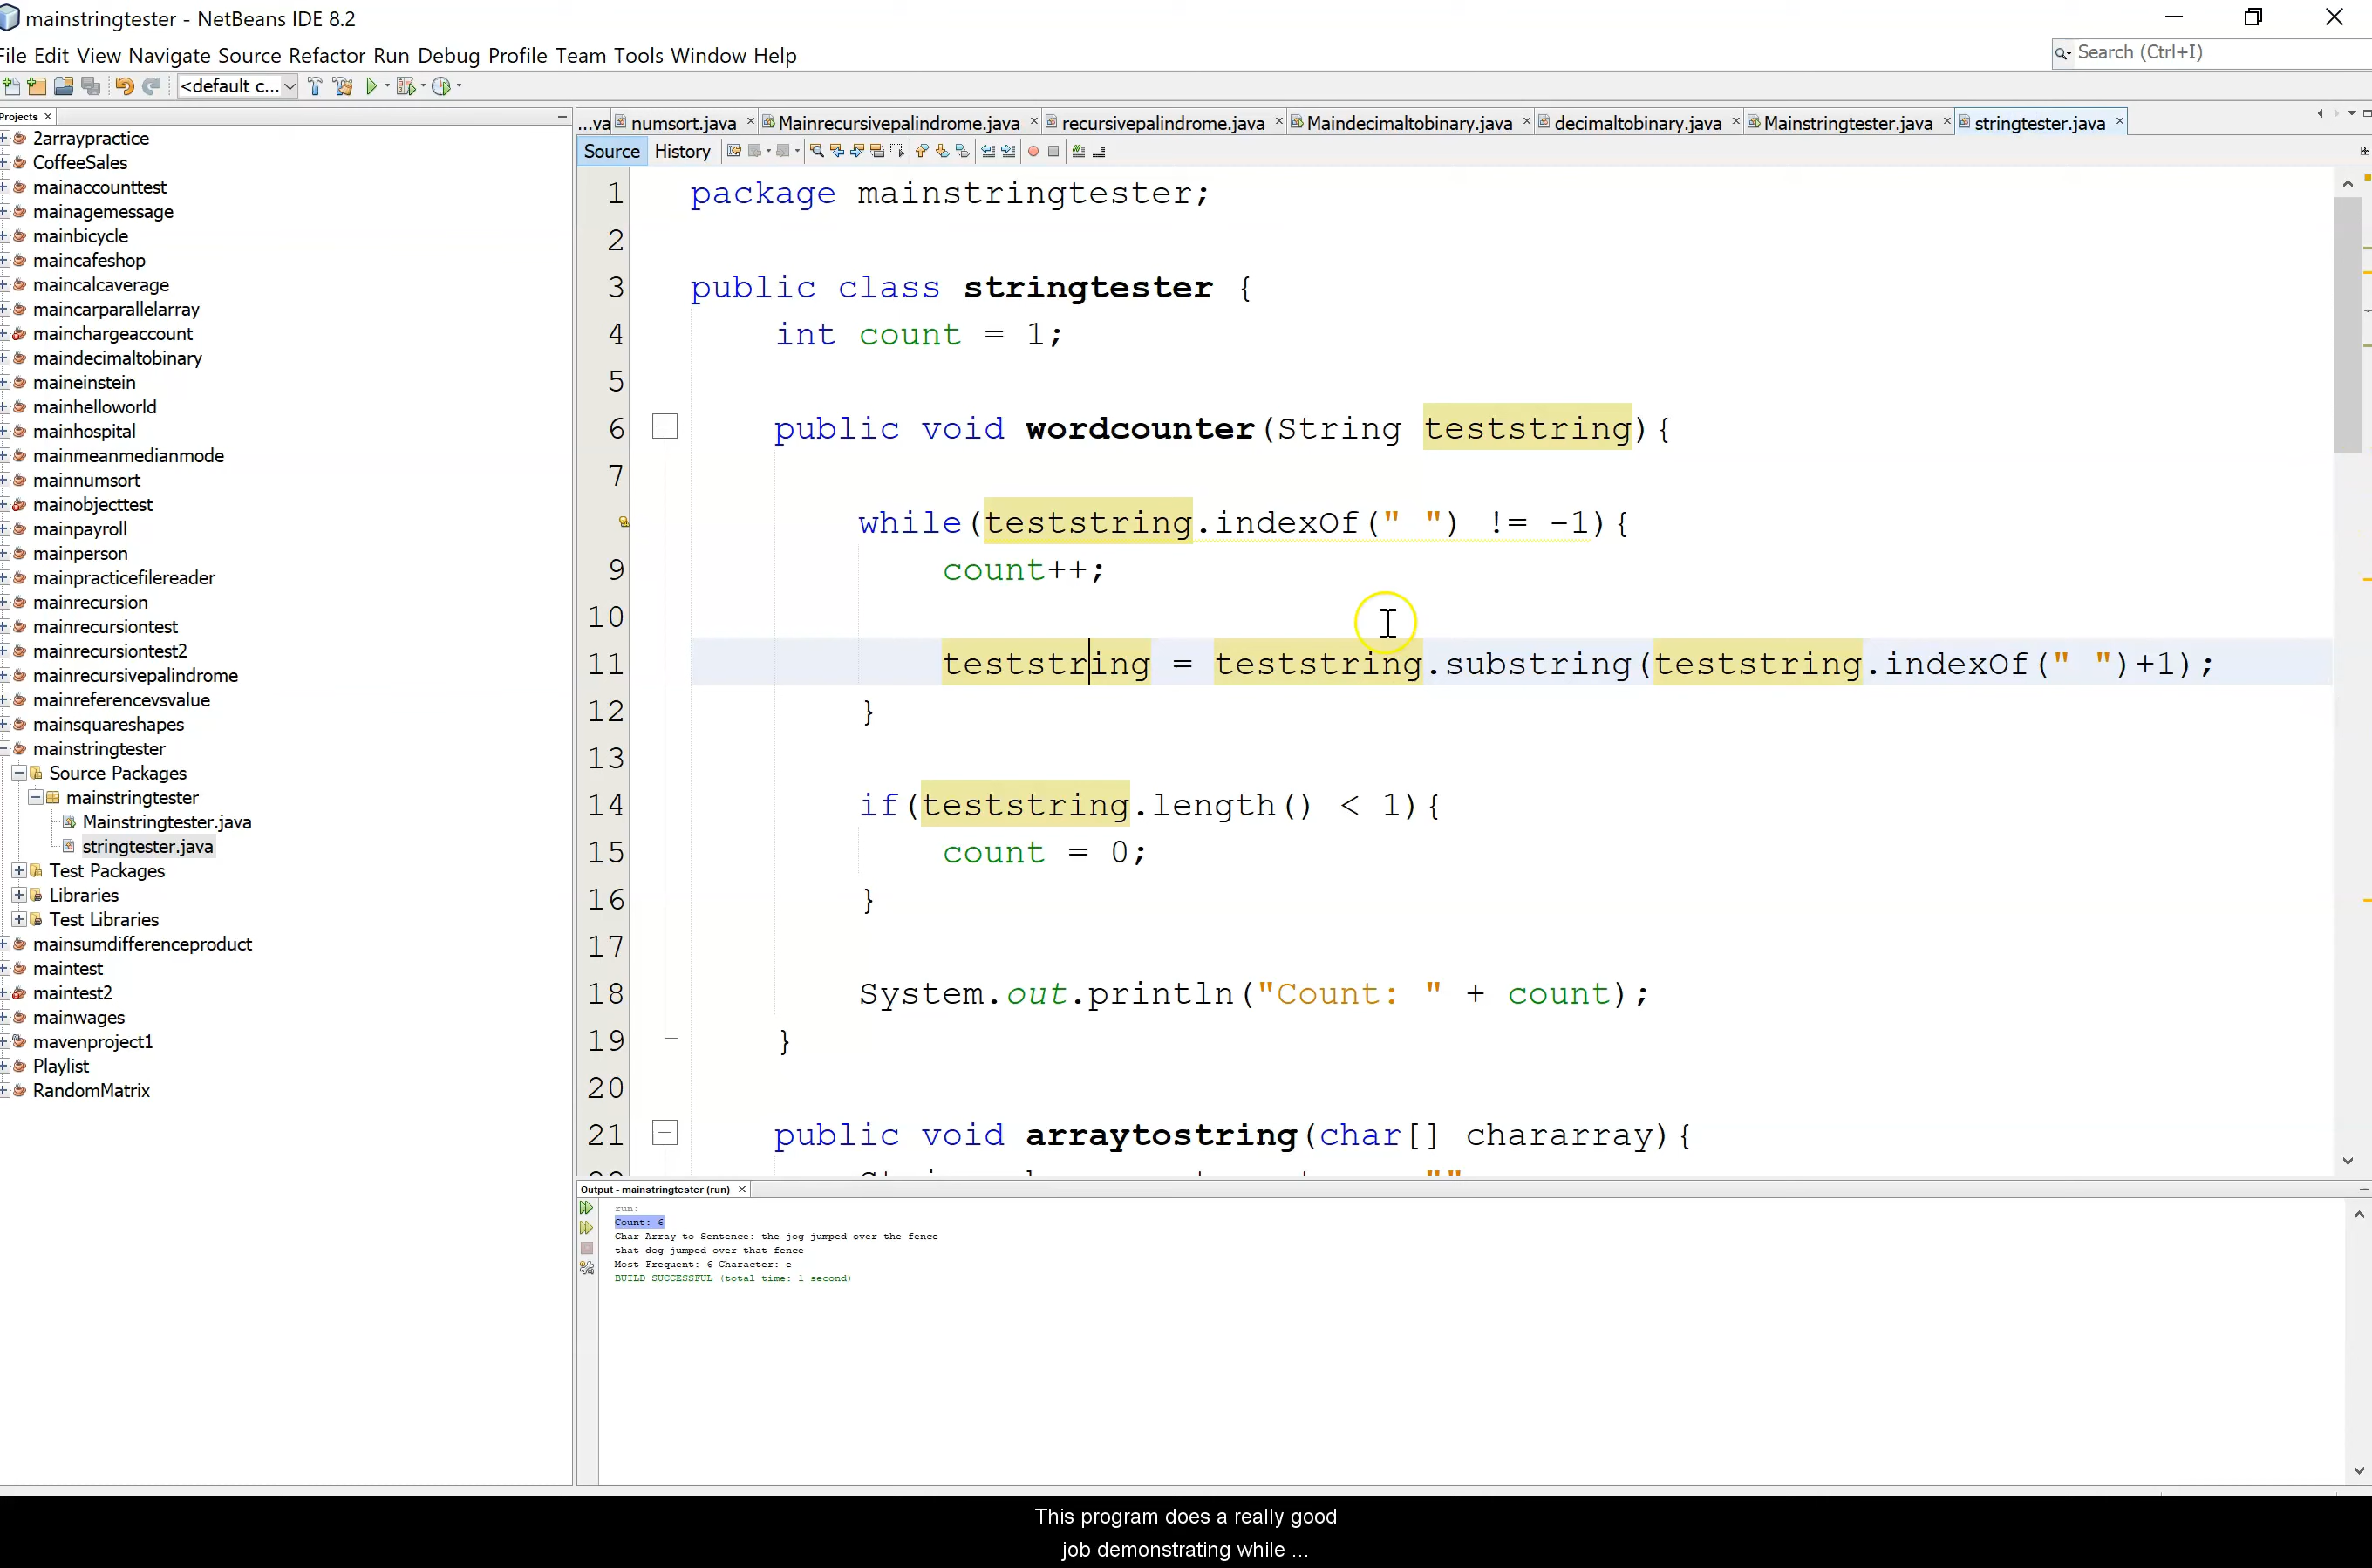 mainstringtester - NetBeans IDE 8.2
File Edit View Navigate Source Refactor Run Debug Profile Team Tools Window Help
Search (Ctrl+I)
<default c...
Projects
2arraypractice
CoffeeSales
mainaccounttest
mainagemessage
mainbicycle
maincafeshop
maincalcaverage
maincarparallelarray
mainchargeaccount
maindecimaltobinary
maineinstein
mainhelloworld
mainhospital
mainmeanmedianmode
mainnumsort
mainobjecttest
mainpayroll
mainperson
mainpracticefilereader
mainrecursion
mainrecursiontest
mainrecursiontest2
mainrecursivepalindrome
mainreferencevsvalue
mainsquareshapes
mainstringtester
Source Packages
mainstringtester
Mainstringtester.java
stringtester.java
Test Packages
Libraries
Test Libraries
mainsumdifferenceproduct
maintest
maintest2
mainwages
mavenproject1
Playlist
RandomMatrix
...va numsort.java Mainrecursivepalindrome.java recursivepalindrome.java Maindecimaltobinary.java decimaltobinary.java Mainstringtester.java stringtester.java
Source History
1 package mainstringtester;
2
3 public class stringtester {
4 int count = 1;
5
6 public void wordcounter(String teststring){
7
while(teststring.indexOf(" ") != -1){
9 count++;
10
11 teststring = teststring.substring(teststring.indexOf(" ")+1);
12 }
13
14 if(teststring.length() < 1){
15 count = 0;
16 }
17
18 System.out.println("Count: " + count);
19 }
20
21 public void arraytostring(char[] chararray){
Output - mainstringtester (run)
run:
Count: 6
Char Array to Sentence: the jog jumped over the fence
that dog jumped over that fence
Most Frequent: 6 Character: e
BUILD SUCCESSFUL (total time: 1 second)
This program does a really good
job demonstrating while ...